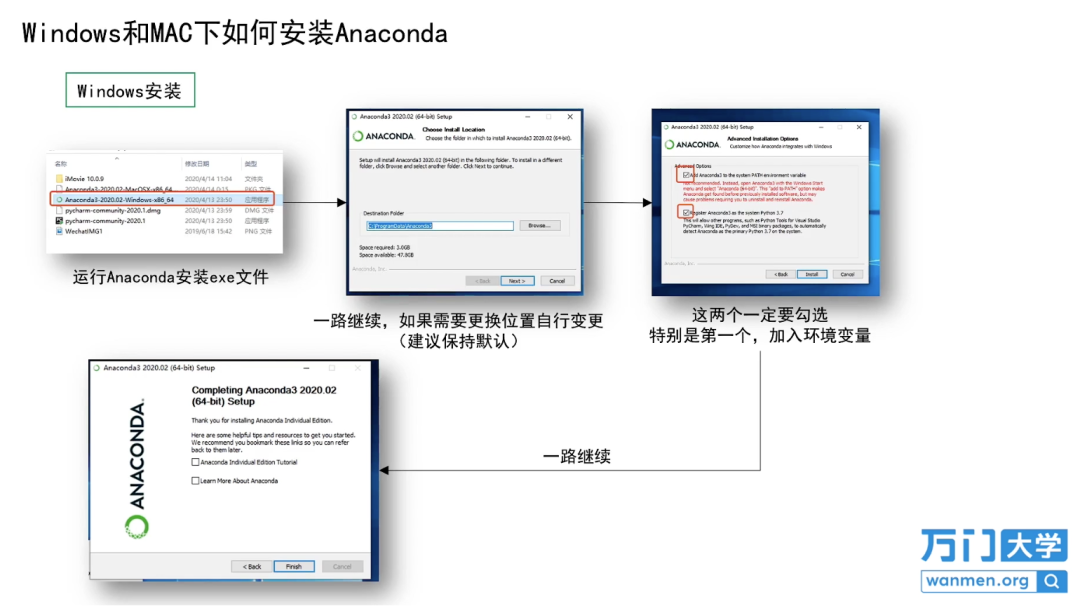 Windows和MAC下如何安装Anaconda
Windows安装
名称 修改日期 类型
iMovie 10.0.9 2020/4/14 11:04 文件夹
Anaconda3-2020.02-MacOSX-x86_64 2020/4/14 0:15 PKG 文件
Anaconda3-2020.02-Windows-x86_64 2020/4/13 23:50 应用程序
pycharm-community-2020.1.dmg 2020/4/13 23:59 DMG 文件
pycharm-community-2020.1 2020/4/13 23:50 应用程序
WechatIMG1 2019/6/18 15:42 PNG 文件
运行Anaconda安装exe文件
Anaconda3 2020.02 (64-bit) Setup
ANACONDA.
Choose Install Location
Choose the folder in which to install Anaconda3 2020.02 (64-bit).
Setup will install Anaconda3 2020.02 (64-bit) in the following folder. To install in a different
folder, click Browse and select another folder. Click Next to continue.
Destination Folder
C:\ProgramData\Anaconda3
Browse...
Space required: 3.0GB
Space available: 47.8GB
Anaconda, Inc.
< Back Next > Cancel
一路继续，如果需要更换位置自行变更
（建议保持默认）
Anaconda3 2020.02 (64-bit) Setup
ANACONDA.
Advanced Installation Options
Customize how Anaconda integrates with Windows
Advanced Options
Add Anaconda3 to the system PATH environment variable
Not recommended. Instead, open Anaconda3 with the Windows Start
menu and select "Anaconda (64-bit)". This "add to PATH" option makes
Anaconda get found before previously installed software, but may
cause problems requiring you to uninstall and reinstall Anaconda.
Register Anaconda3 as the system Python 3.7
This will allow other programs, such as Python Tools for Visual Studio
PyCharm, Wing IDE, PyDev, and MSI binary packages, to automatically
detect Anaconda as the primary Python 3.7 on the system.
Anaconda, Inc.
< Back Install Cancel
这两个一定要勾选
特别是第一个，加入环境变量
一路继续
Anaconda3 2020.02 (64-bit) Setup
ANACONDA.
Completing Anaconda3 2020.02
(64-bit) Setup
Thank you for installing Anaconda Individual Edition.
Here are some helpful tips and resources to get you started.
We recommend you bookmark these links so you can refer
back to them later.
Anaconda Individual Edition Tutorial
Learn More About Anaconda
< Back Finish Cancel
万门大学
wanmen.org